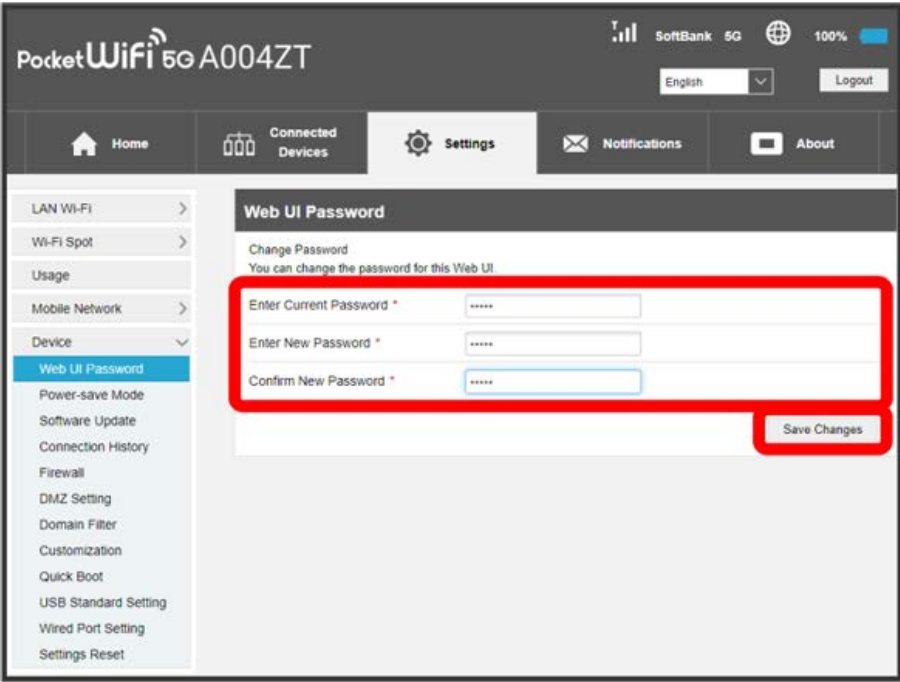 SoftBank 5G 100%
PocketWiFi 5G A004ZT
English Logout
Home
Connected Devices
Settings
Notifications
About
LAN Wi-Fi
Wi-Fi Spot
Usage
Mobile Network
Device
Web UI Password
Power-save Mode
Software Update
Connection History
Firewall
DMZ Setting
Domain Filter
Customization
Quick Boot
USB Standard Setting
Wired Port Setting
Settings Reset
Web UI Password
Change Password
You can change the password for this Web UI.
Enter Current Password * •••••
Enter New Password * •••••
Confirm New Password * •••••
Save Changes